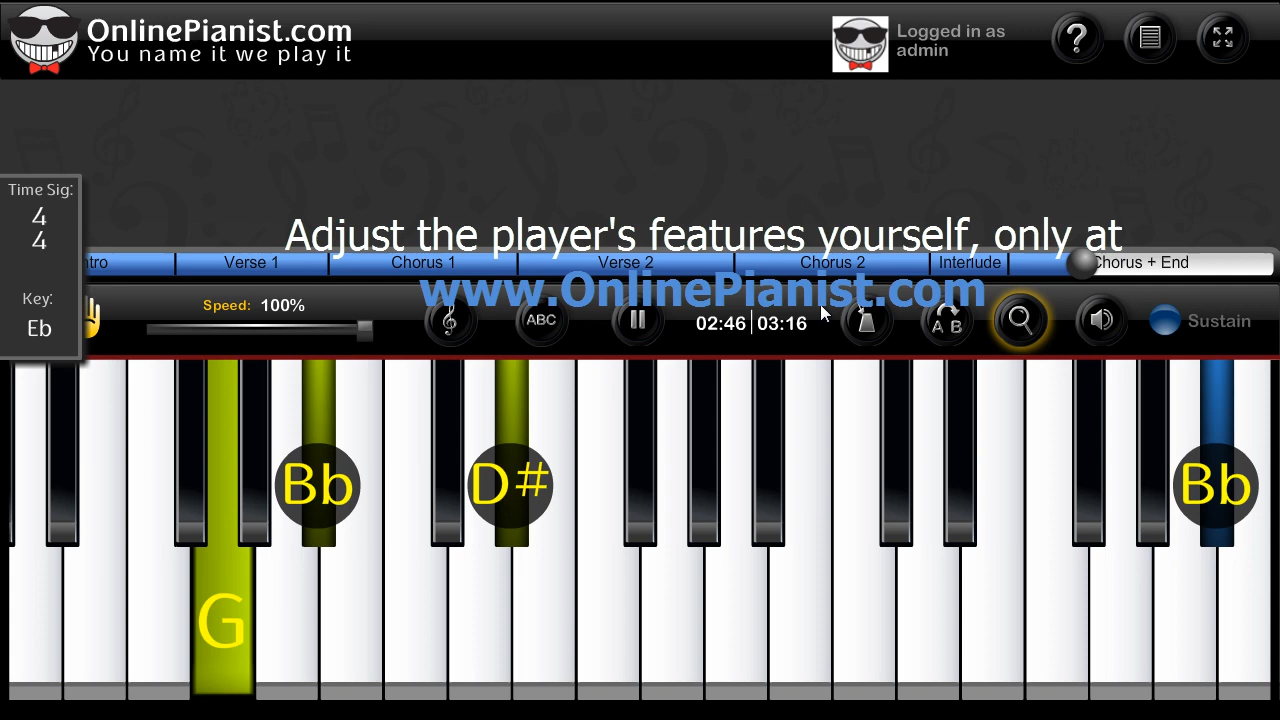 OnlinePianist.com
You name it we play it
Logged in as
admin
?
Time Sig:
4
4
Key:
Eb
Adjust the player's features yourself, only at
www.OnlinePianist.com
ntro Verse 1 Chorus 1 Verse 2 Chorus 2 Interlude Chorus + End
Speed: 100%
ABC
02:46 | 03:16
A B
Sustain
Bb D# Bb
G